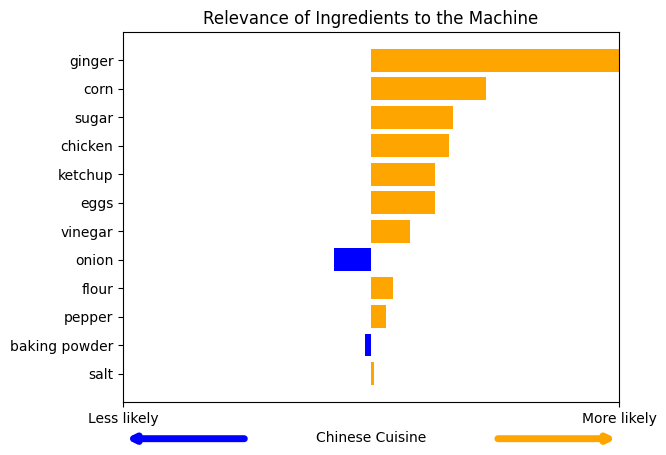 Relevance of Ingredients to the Machine
ginger
corn
sugar
chicken
ketchup
eggs
vinegar
onion
flour
pepper
baking powder
salt
Less likely More likely
Chinese Cuisine